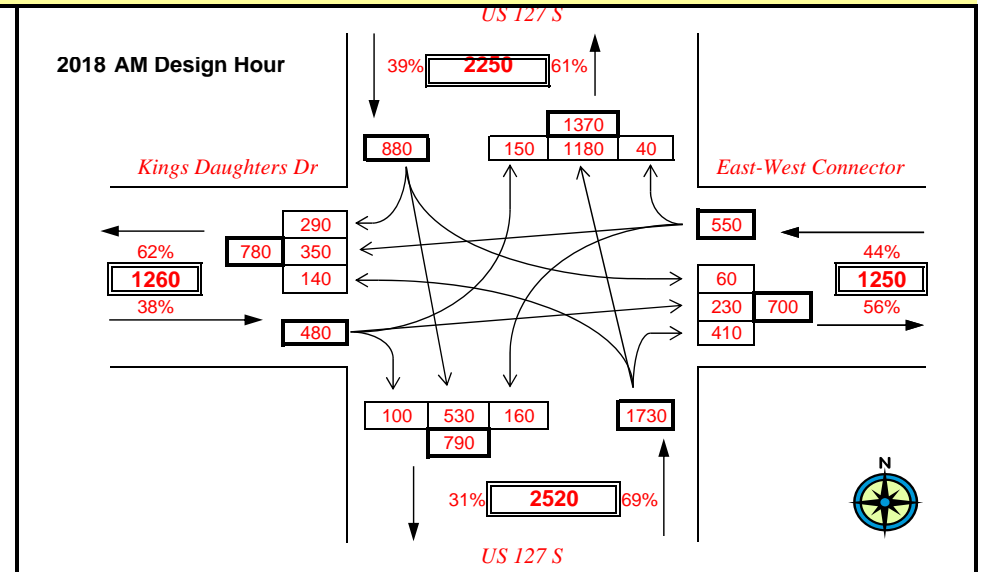 US 127 S
2018 AM Design Hour
39% 2250 61%
1370
880 150 1180 40
Kings Daughters Dr East-West Connector
290 550
62% 780 350 44%
1260 140 60 1250
38% 230 700 56%
480 410
100 530 160 1730
790
N
31% 2520 69%
US 127 S